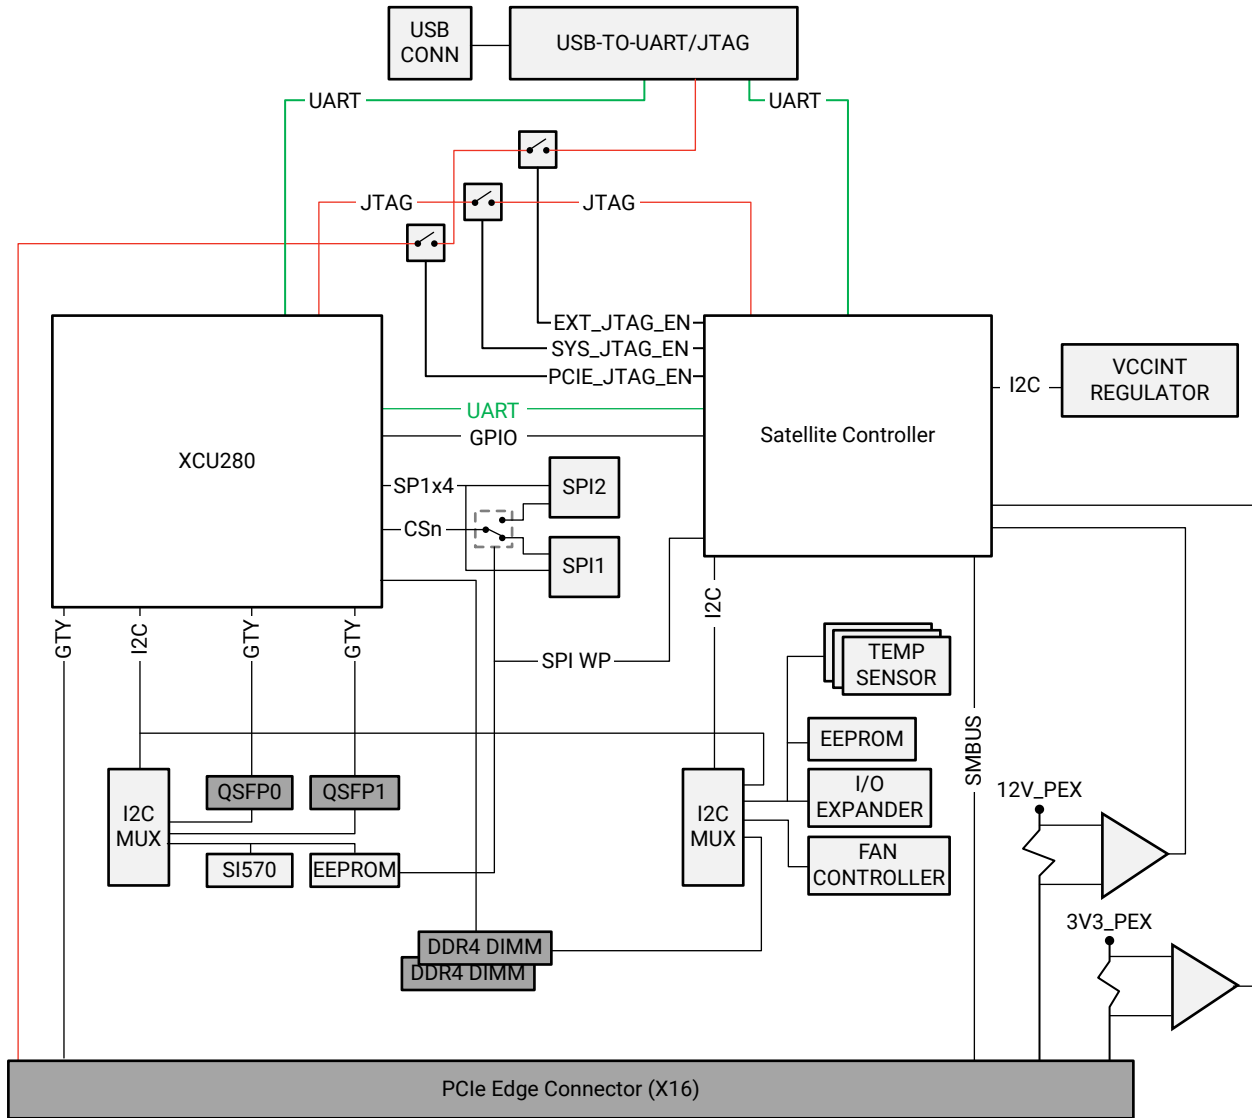 USB
CONN
USB-TO-UART/JTAG
UART
UART
JTAG
JTAG
EXT_JTAG_EN
SYS_JTAG_EN
PCIE_JTAG_EN
I2C
VCCINT
REGULATOR
UART
GPIO
Satellite Controller
XCU280
SP1x4
SPI2
CSn
SPI1
GTY
I2C
GTY
GTY
I2C
SPI WP
TEMP
SENSOR
SMBUS
EEPROM
I2C
MUX
QSFP0
QSFP1
I2C
MUX
I/O
EXPANDER
12V_PEX
SI570
EEPROM
FAN
CONTROLLER
3V3_PEX
DDR4 DIMM
DDR4 DIMM
PCIe Edge Connector (X16)